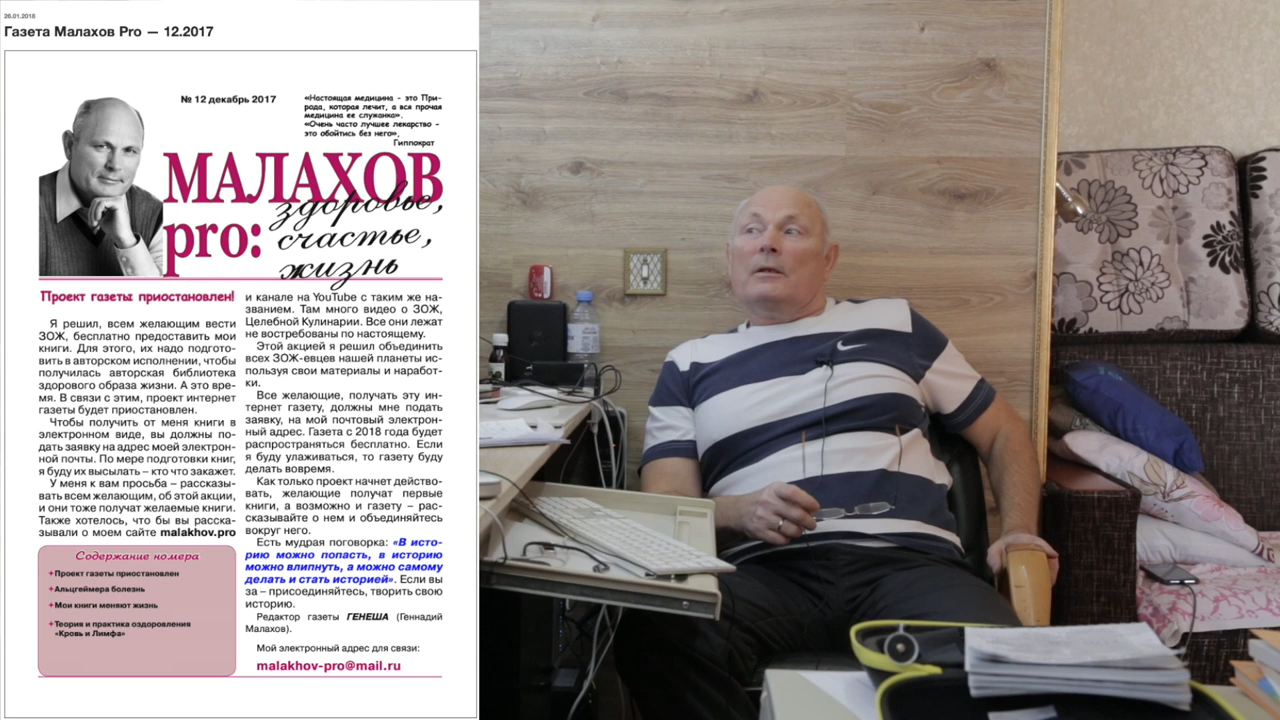 26.01.2018
Газета Малахов Pro — 12.2017
№ 12 декабрь 2017
«Настоящая медицина - это При-
рода, которая лечит, а вся прочая
медицина ее служанка».
«Очень часто лучшее лекарство -
это обойтись без него»,
Гиппократ
МАЛАХОВ
pro:
здоровье,
счастье,
жизнь
Проект газеты приостановлен!
Я решил, всем желающим вести
ЗОЖ, бесплатно предоставить мои
книги. Для этого, их надо подгото-
вить в авторском исполнении, чтобы
получилась авторская библиотека
здорового образа жизни. А это вре-
мя. В связи с этим, проект интернет
газеты будет приостановлен.
Чтобы получить от меня книги в
электронном виде, вы должны по-
дать заявку на адрес моей электрон-
ной почты. По мере подготовки книг,
я буду их высылать – кто что закажет.
У меня к вам просьба – рассказы-
вать всем желающим, об этой акции,
и они тоже получат желаемые книги.
Также хотелось, что бы вы расска-
зывали о моем сайте malakhov.pro
Содержание номера
Проект газеты приостановлен
Альцгеймера болезнь
Мои книги меняют жизнь
Теория и практика оздоровления
«Кровь и Лимфа»
и канале на YouTube с таким же на-
званием. Там много видео о ЗОЖ,
Целебной Кулинарии. Все они лежат
не востребованы по настоящему.
Этой акцией я решил объединить
всех ЗОЖ-евцев нашей планеты ис-
пользуя свои материалы и наработ-
ки.
Все желающие, получать эту ин-
тернет газету, должны мне подать
заявку, на мой почтовый электрон-
ный адрес. Газета с 2018 года будет
распространяться бесплатно. Если
я буду улаживаться, то газету буду
делать вовремя.
Как только проект начнет действо-
вать, желающие получат первые
книги, а возможно и газету – рас-
сказывайте о нем и объединяйтесь
вокруг него.
Есть мудрая поговорка: «В исто-
рию можно попасть, в историю
можно влипнуть, а можно самому
делать и стать историей». Если вы
за – присоединяйтесь, творить свою
историю.
Редактор газеты ГЕНЕША (Геннадий
Малахов).
Мой электронный адрес для связи:
malakhov-pro@mail.ru